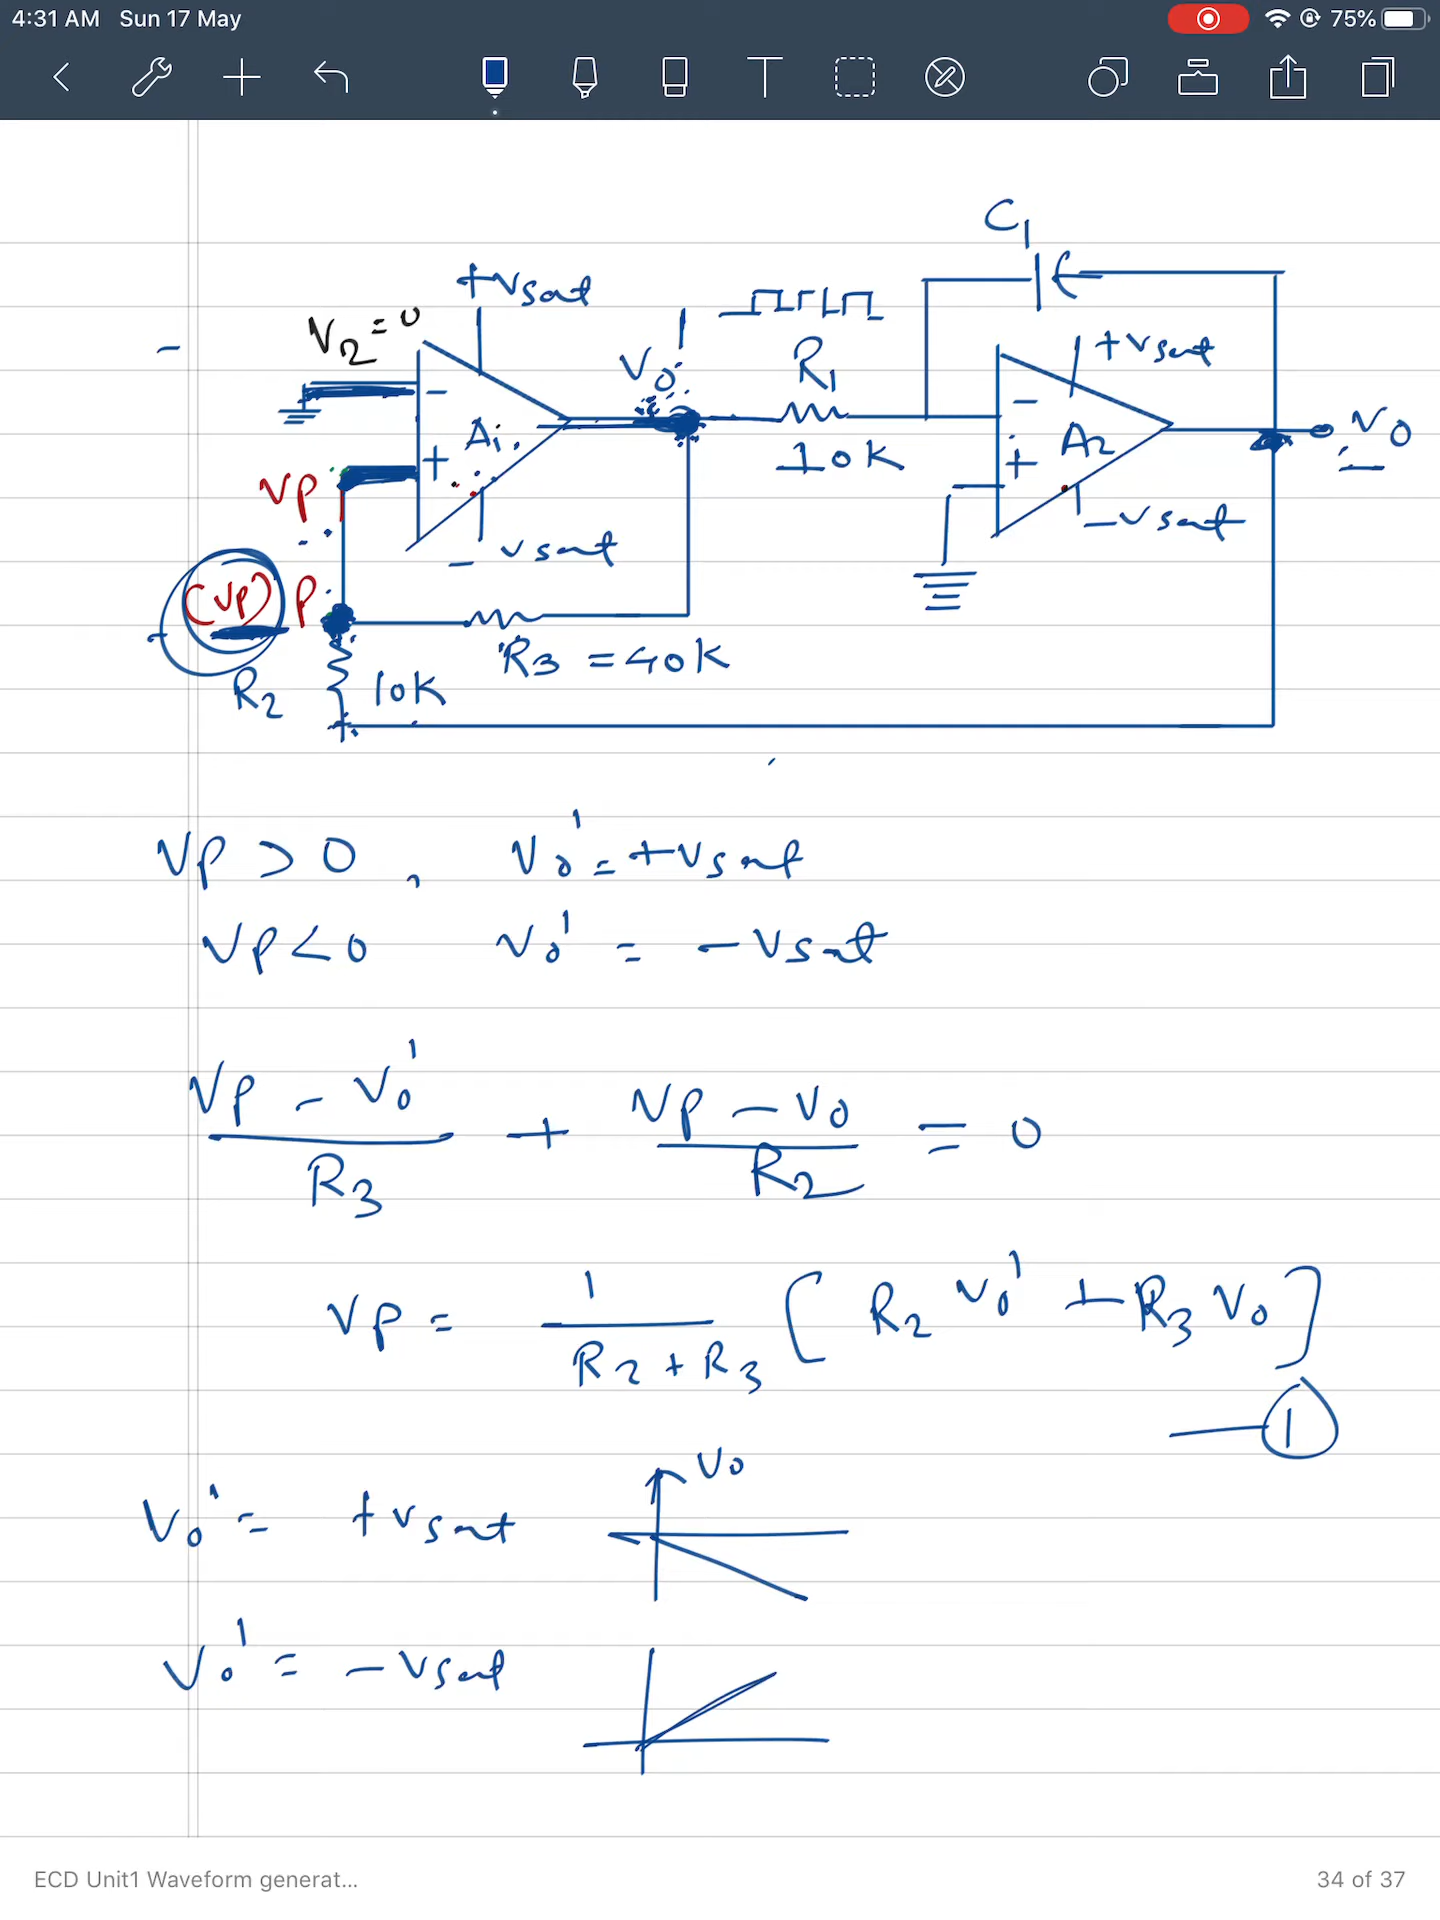 4:31 AM Sun 17 May
75%
C1
+Vsat
V2 = 0
Vo'
R1
10K
+Vsat
-
A1
+
-
A2
+
Vo
Vp
-Vsat
-Vsat
(Vp) P
R3 = 40K
R2
10K
Vp > 0, Vo' = +Vsat
Vp < 0 Vo' = -Vsat
Vp - Vo' / R3 + Vp - Vo / R2 = 0
Vp = 1 / R2 + R3 [ R2 Vo' + R3 Vo ]
1
Vo
Vo' = +Vsat
Vo' = -Vsat
ECD Unit1 Waveform generat...
34 of 37